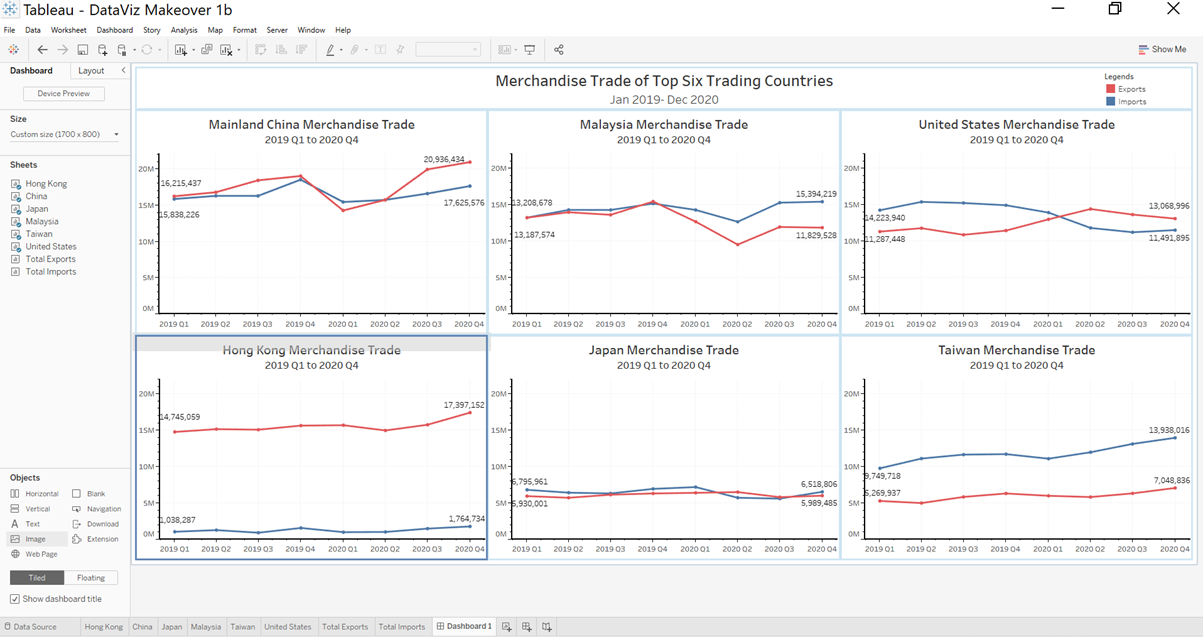 Tableau - DataViz Makeover 1b
File Data Worksheet Dashboard Story Analysis Map Format Server Window Help
Show Me
Dashboard Layout
Device Preview
Size
Custom size (1700 x 800)
Sheets
Hong Kong
China
Japan
Malaysia
Taiwan
United States
Total Exports
Total Imports
Objects
Horizontal Blank
Vertical Navigation
Text Download
Image Extension
Web Page
Tiled Floating
Show dashboard title
Merchandise Trade of Top Six Trading Countries
Jan 2019- Dec 2020
Legends
Exports
Imports
Mainland China Merchandise Trade
2019 Q1 to 2020 Q4
20M
15M
10M
5M
0M
16,215,437
15,838,226
20,936,434
17,625,576
2019 Q1 2019 Q2 2019 Q3 2019 Q4 2020 Q1 2020 Q2 2020 Q3 2020 Q4
Malaysia Merchandise Trade
2019 Q1 to 2020 Q4
20M
15M
10M
5M
0M
13,208,678
13,187,574
15,394,219
11,829,528
2019 Q1 2019 Q2 2019 Q3 2019 Q4 2020 Q1 2020 Q2 2020 Q3 2020 Q4
United States Merchandise Trade
2019 Q1 to 2020 Q4
20M
15M
10M
5M
0M
14,223,940
11,287,448
13,068,996
11,491,895
2019 Q1 2019 Q2 2019 Q3 2019 Q4 2020 Q1 2020 Q2 2020 Q3 2020 Q4
Hong Kong Merchandise Trade
2019 Q1 to 2020 Q4
20M
15M
10M
5M
0M
14,745,059
17,397,152
1,038,287
1,764,734
2019 Q1 2019 Q2 2019 Q3 2019 Q4 2020 Q1 2020 Q2 2020 Q3 2020 Q4
Japan Merchandise Trade
2019 Q1 to 2020 Q4
20M
15M
10M
5M
0M
6,795,961
5,930,001
6,518,806
5,989,485
2019 Q1 2019 Q2 2019 Q3 2019 Q4 2020 Q1 2020 Q2 2020 Q3 2020 Q4
Taiwan Merchandise Trade
2019 Q1 to 2020 Q4
20M
15M
10M
5M
0M
9,749,718
5,269,937
13,938,016
7,048,836
2019 Q1 2019 Q2 2019 Q3 2019 Q4 2020 Q1 2020 Q2 2020 Q3 2020 Q4
Data Source Hong Kong China Japan Malaysia Taiwan United States Total Exports Total Imports Dashboard 1